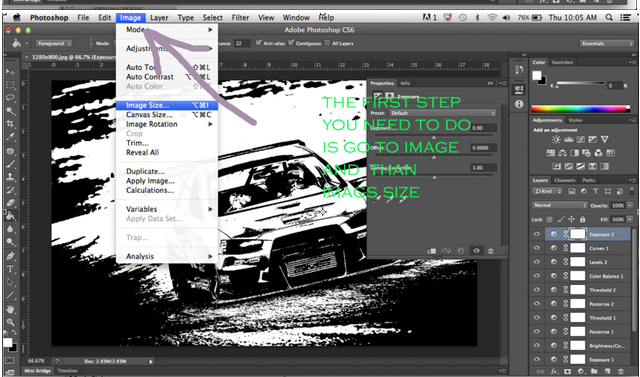 Mini Bridge Timeline
Photoshop File Edit Image Layer Type Select Filter View Window Help
1 76% Thu 10:05 AM
Adobe Photoshop CS6
Foreground Mode: 32 Anti-alias Contiguous All Layers Essentials
1280x800.jpg @ 66.7% (Exposu
Mode
Adjustments
Auto Tone ⇧⌘L
Auto Contrast ⌥⇧⌘L
Auto Color ⇧⌘B
Image Size... ⌥⌘I
Canvas Size... ⌥⌘C
Image Rotation
Crop
Trim...
Reveal All
Duplicate...
Apply Image...
Calculations...
Variables
Apply Data Set...
Trap...
Analysis
Properties
Exposure
Preset: Default
0.00
Offset 0.0000
1.00
THE FIRST STEP
YOU NEED TO DO
IS GO TO IMAGE
AND THAN
IMAGS SIZE
Color Swatches
K 0 %
Adjustments Styles
Add an adjustment
Layers Channels Paths
Kind
Normal Opacity: 100%
Lock: Fill: 100%
Exposure 2
Curves 1
Levels 2
Color Balance 1
Threshold 2
Posterize 2
Threshold 1
Posterize 1
Brightness/Co...
Exposure 1
66.67% Doc: 2.93M/2.93M
Mini Bridge Timeline